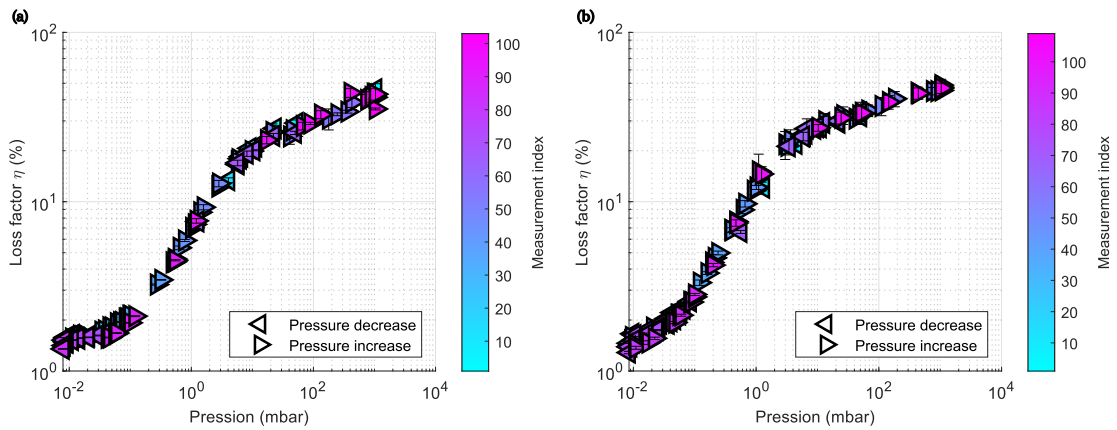 (a)
10^2
10^1
10^0
Loss factor η (%)
10^-2
10^0
10^2
10^4
Pression (mbar)
Pressure decrease
Pressure increase
100
90
80
70
60
50
40
30
20
10
Measurement index
(b)
10^2
10^1
10^0
Loss factor η (%)
10^-2
10^0
10^2
10^4
Pression (mbar)
Pressure decrease
Pressure increase
100
90
80
70
60
50
40
30
20
10
Measurement index